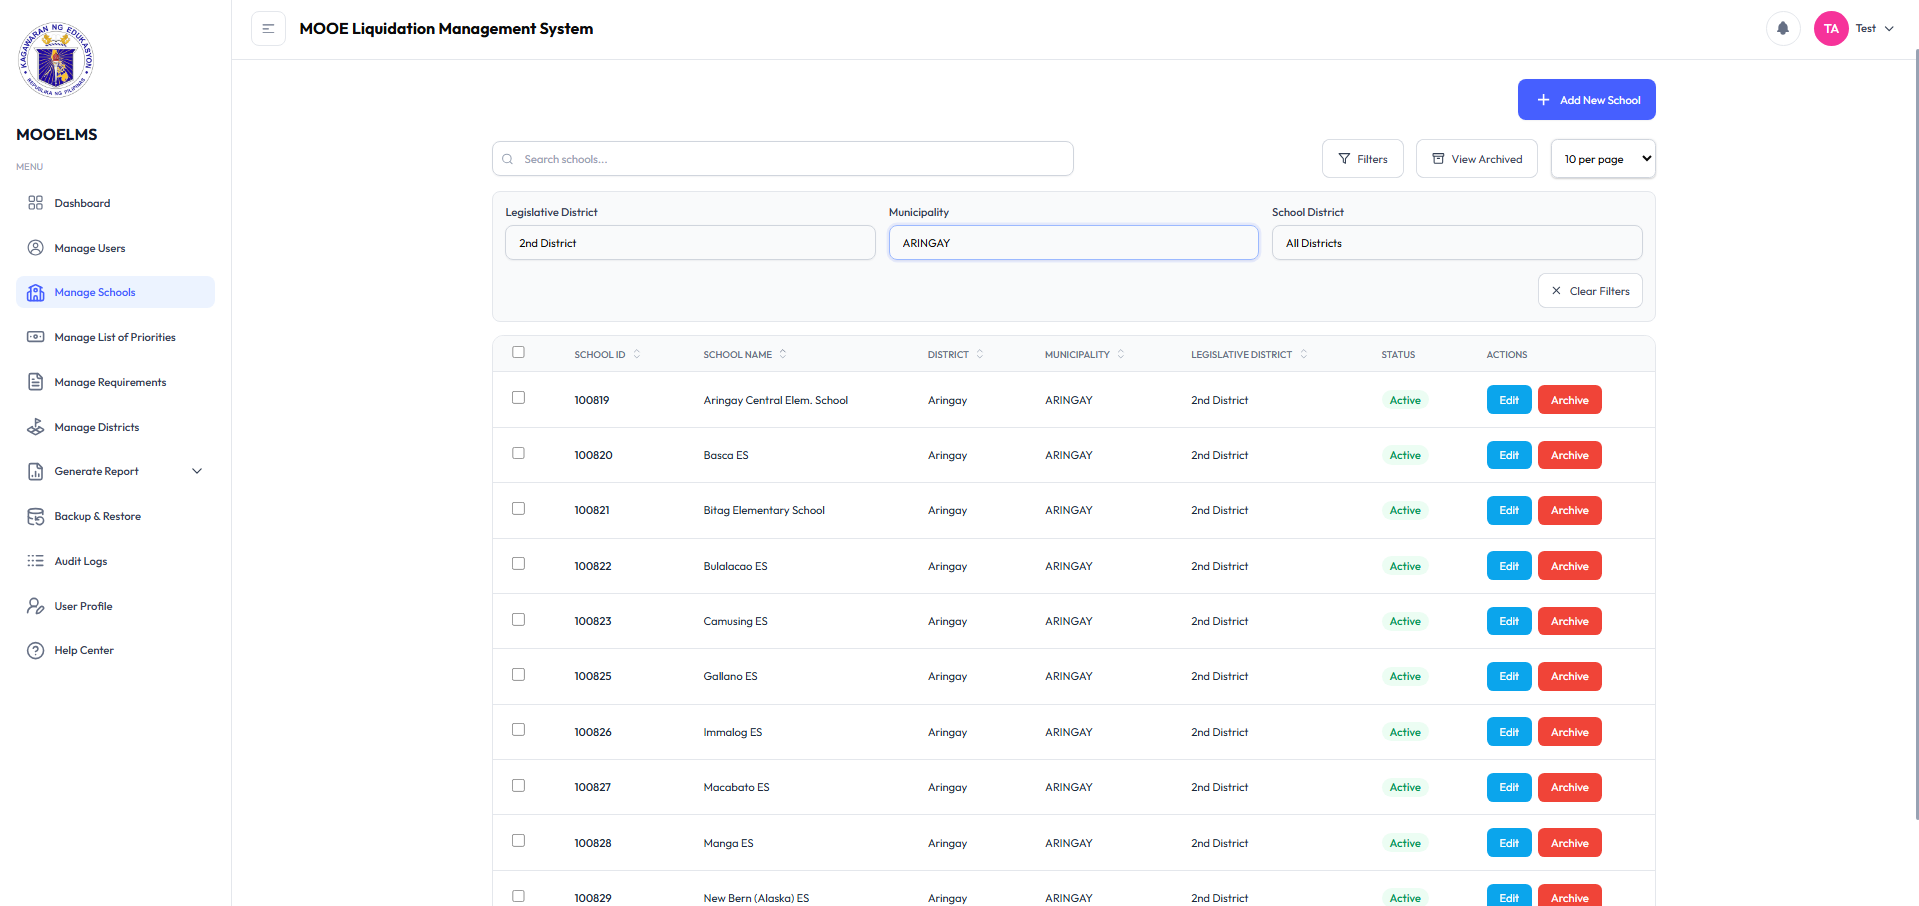 KAGAWARAN NG EDUKASYON
REPUBLIKA NG PILIPINAS
MOOE Liquidation Management System
TA
Test
MOOELMS
MENU
Dashboard
Manage Users
Manage Schools
Manage List of Priorities
Manage Requirements
Manage Districts
Generate Report
Backup & Restore
Audit Logs
User Profile
Help Center
Add New School
Search schools...
Filters
View Archived
10 per page
Legislative District
Municipality
School District
2nd District
ARINGAY
All Districts
Clear Filters
SCHOOL ID SCHOOL NAME DISTRICT MUNICIPALITY LEGISLATIVE DISTRICT STATUS ACTIONS
100819 Aringay Central Elem. School Aringay ARINGAY 2nd District Active Edit Archive
100820 Basca ES Aringay ARINGAY 2nd District Active Edit Archive
100821 Bitag Elementary School Aringay ARINGAY 2nd District Active Edit Archive
100822 Bulalacao ES Aringay ARINGAY 2nd District Active Edit Archive
100823 Camusing ES Aringay ARINGAY 2nd District Active Edit Archive
100825 Gallano ES Aringay ARINGAY 2nd District Active Edit Archive
100826 Immalog ES Aringay ARINGAY 2nd District Active Edit Archive
100827 Macabato ES Aringay ARINGAY 2nd District Active Edit Archive
100828 Manga ES Aringay ARINGAY 2nd District Active Edit Archive
100829 New Bern (Alaska) ES Aringay ARINGAY 2nd District Active Edit Archive